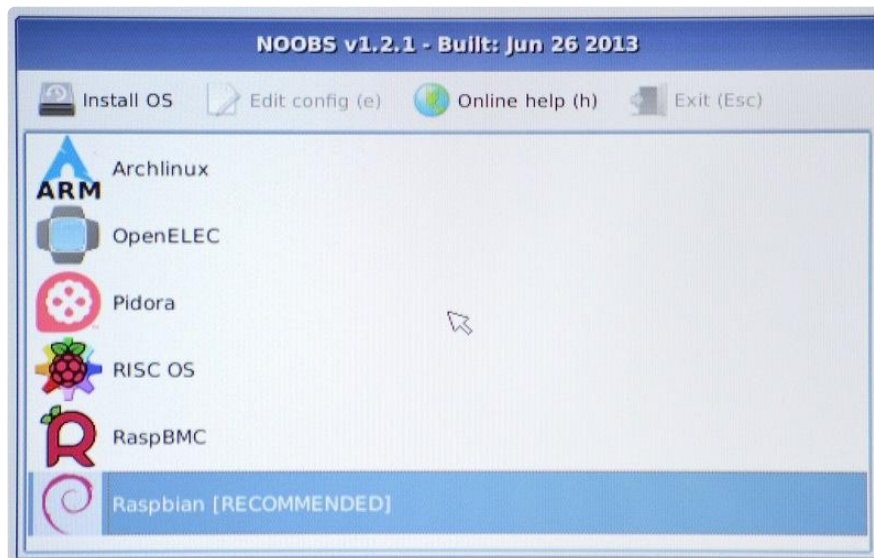 NOOBS v1.2.1 - Built: Jun 26 2013
Install OS Edit config (e) Online help (h) Exit (Esc)
ARM Archlinux
OpenELEC
Pidora
RISC OS
RaspBMC
Raspbian [RECOMMENDED]